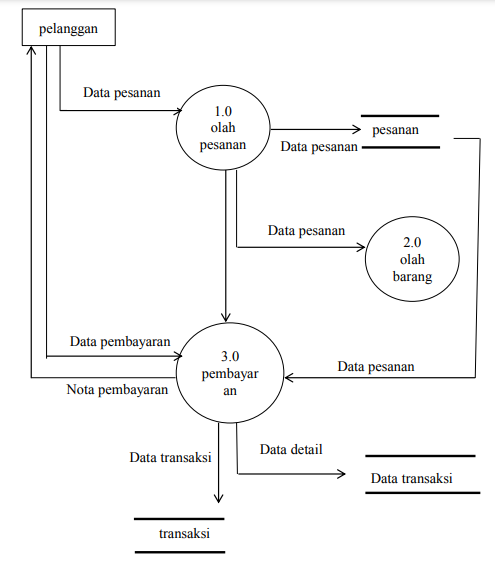 pelanggan
Data pesanan
1.0
olah
pesanan
pesanan
Data pesanan
Data pesanan
2.0
olah
barang
Data pembayaran
3.0
pembayar
an
Data pesanan
Nota pembayaran
Data transaksi
Data detail
Data transaksi
transaksi